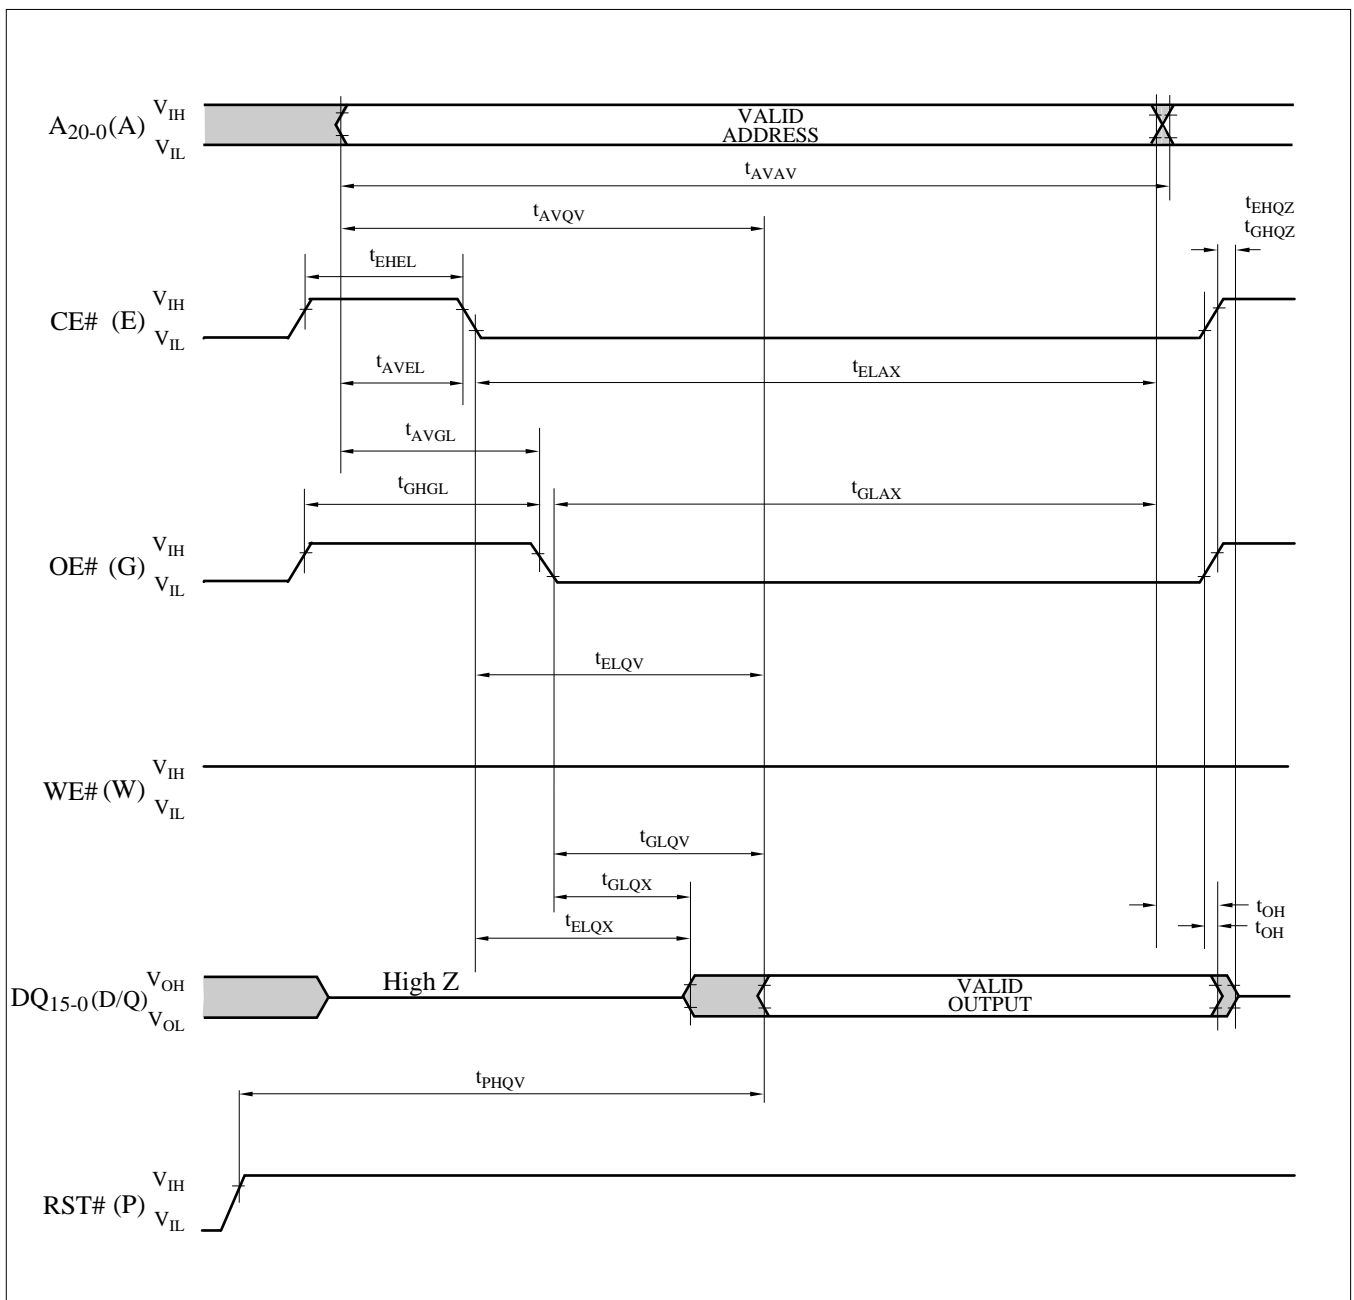 A20-0(A)
VIH
VIL
VALID
ADDRESS
tAVAV
tAVQV
tEHQZ
tGHQZ
tEHEL
CE# (E)
VIH
VIL
tAVEL
tELAX
tAVGL
tGHGL
tGLAX
OE# (G)
VIH
VIL
tELQV
WE# (W)
VIH
VIL
tGLQV
tGLQX
tELQX
tOH
tOH
DQ15-0 (D/Q)
VOH
VOL
High Z
VALID
OUTPUT
tPHQV
RST# (P)
VIH
VIL